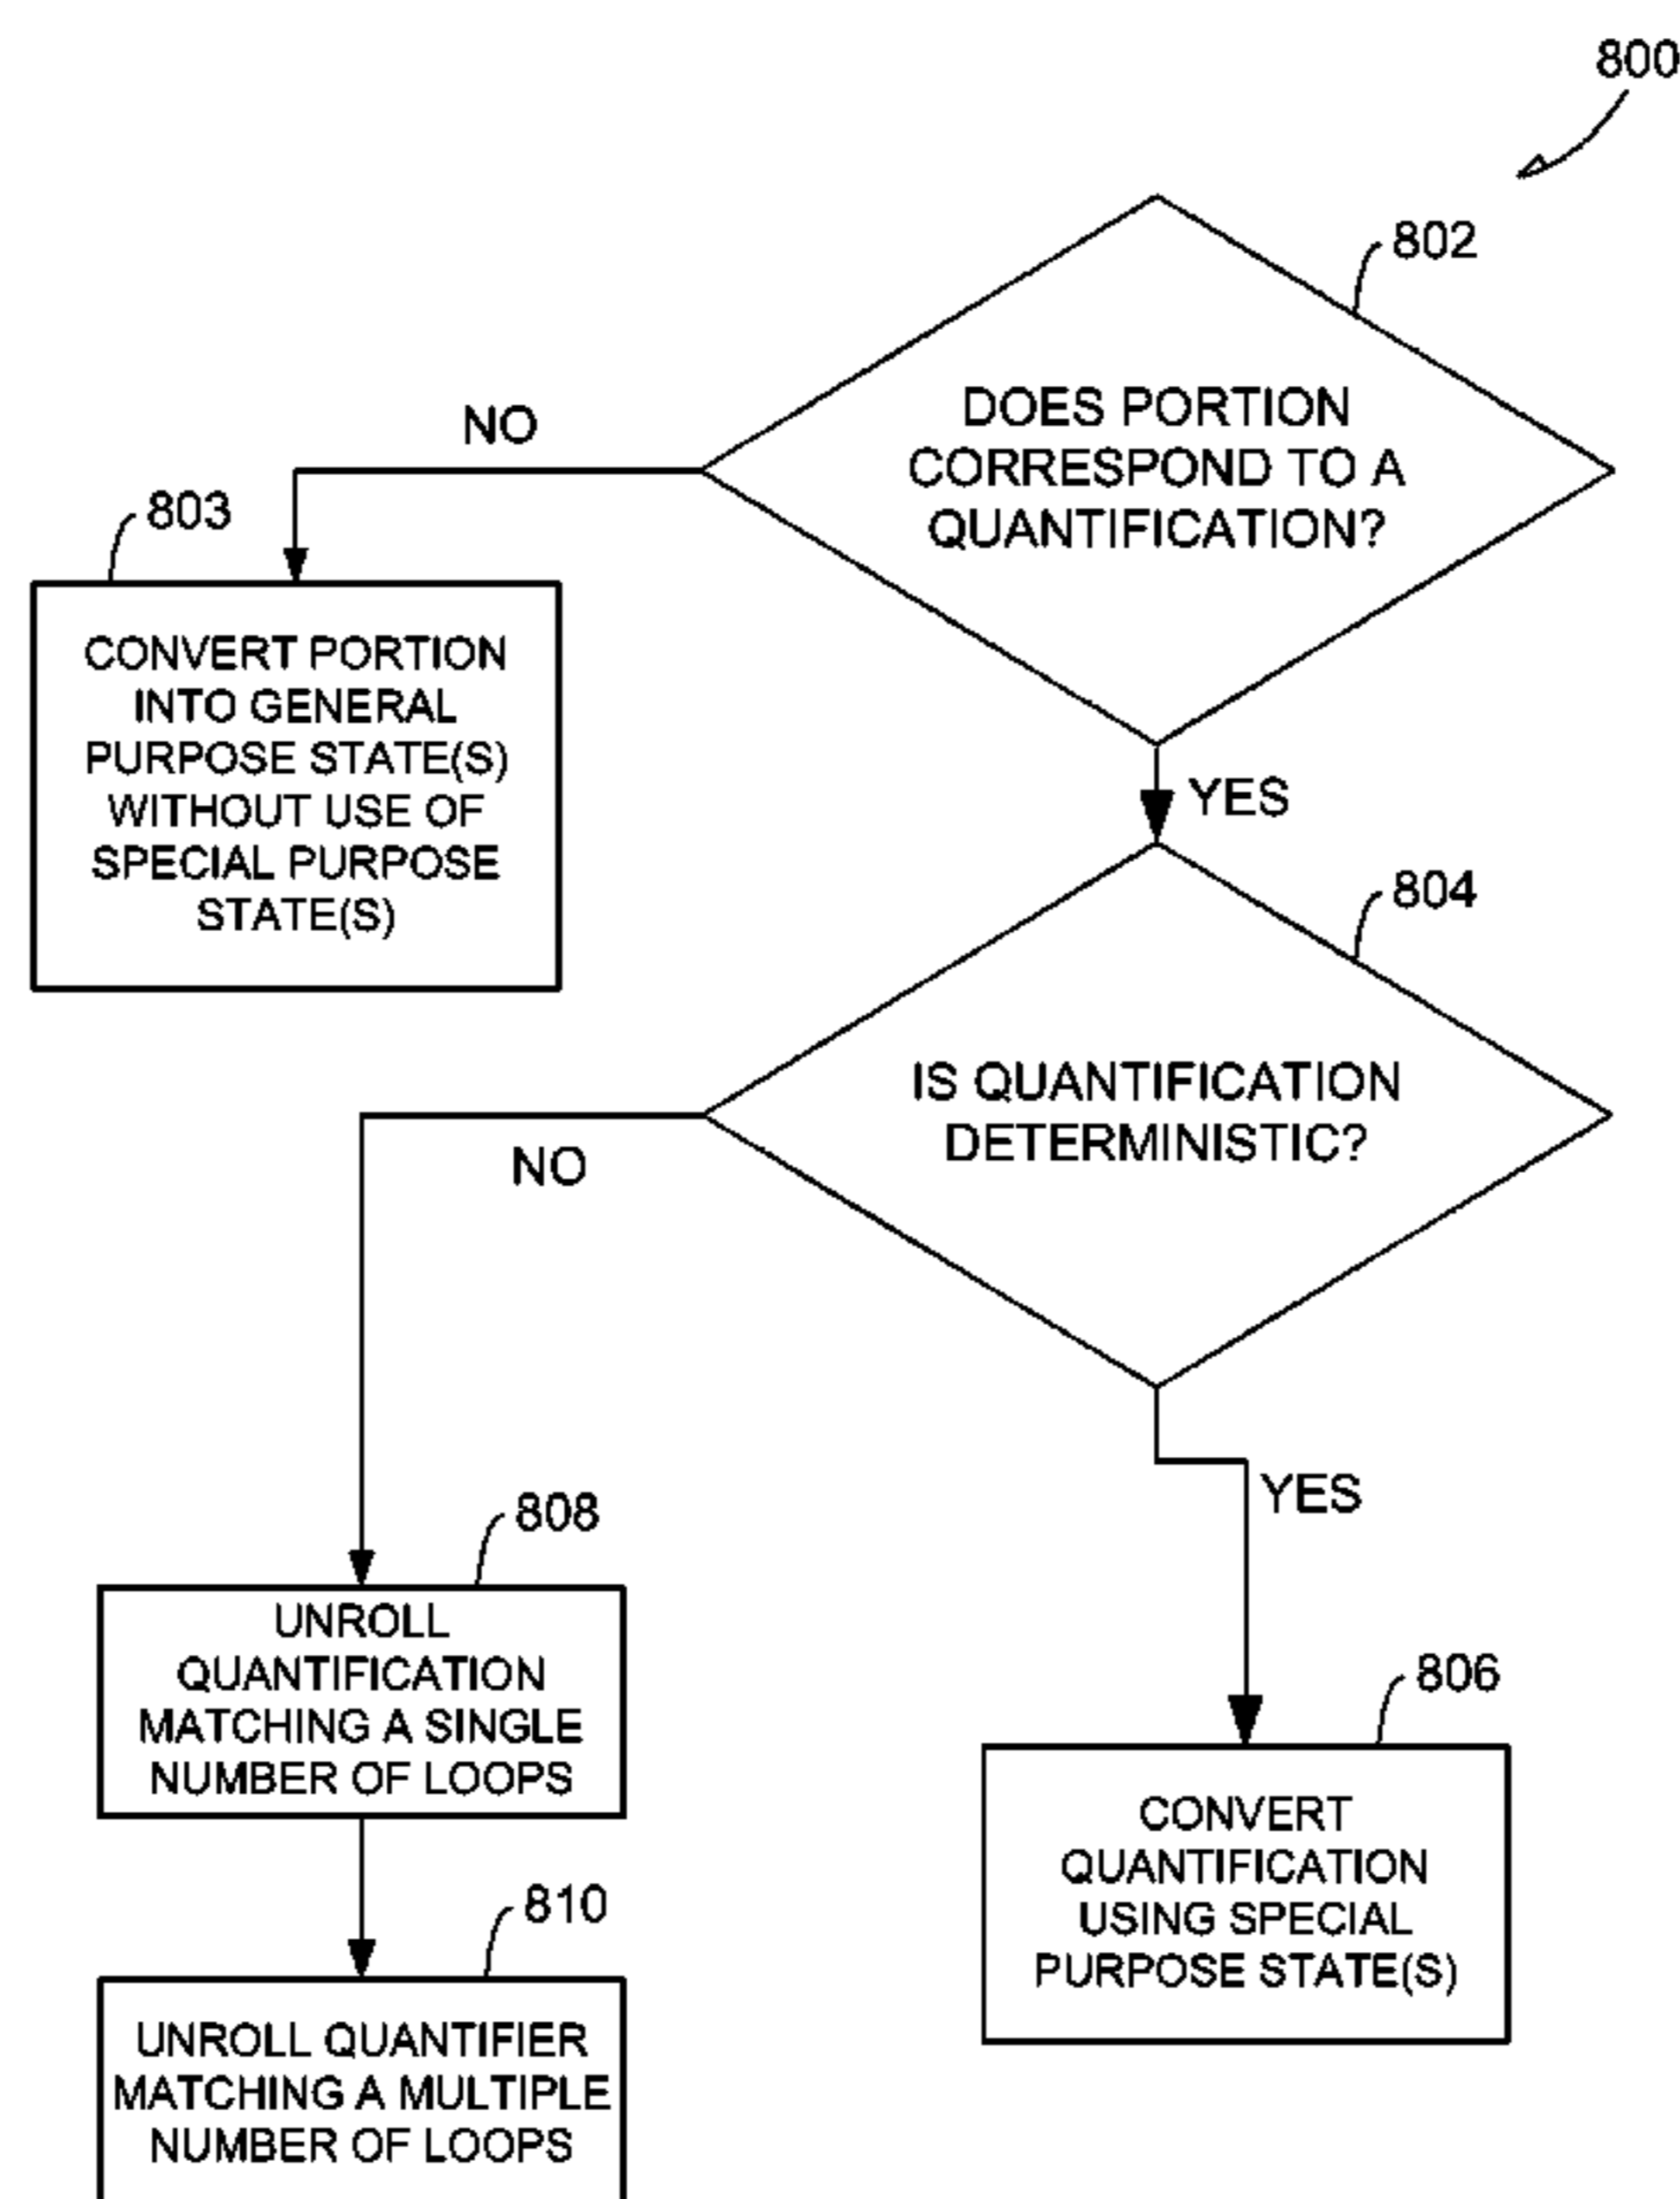 800
802
DOES PORTION
CORRESPOND TO A
QUANTIFICATION?
NO
803
CONVERT PORTION
INTO GENERAL
PURPOSE STATE(S)
WITHOUT USE OF
SPECIAL PURPOSE
STATE(S)
YES
804
IS QUANTIFICATION
DETERMINISTIC?
NO
YES
808
UNROLL
QUANTIFICATION
MATCHING A SINGLE
NUMBER OF LOOPS
806
CONVERT
QUANTIFICATION
USING SPECIAL
PURPOSE STATE(S)
810
UNROLL QUANTIFIER
MATCHING A MULTIPLE
NUMBER OF LOOPS